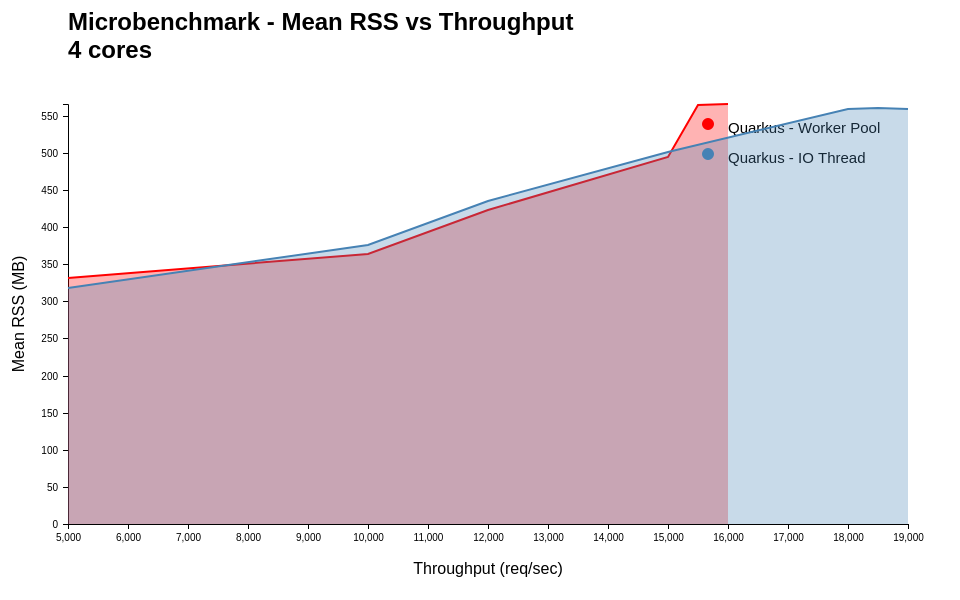 Microbenchmark - Mean RSS vs Throughput
4 cores
550
500
450
400
350
300
250
200
150
100
50
0
Mean RSS (MB)
Quarkus - Worker Pool
Quarkus - IO Thread
5,000 6,000 7,000 8,000 9,000 10,000 11,000 12,000 13,000 14,000 15,000 16,000 17,000 18,000 19,000
Throughput (req/sec)